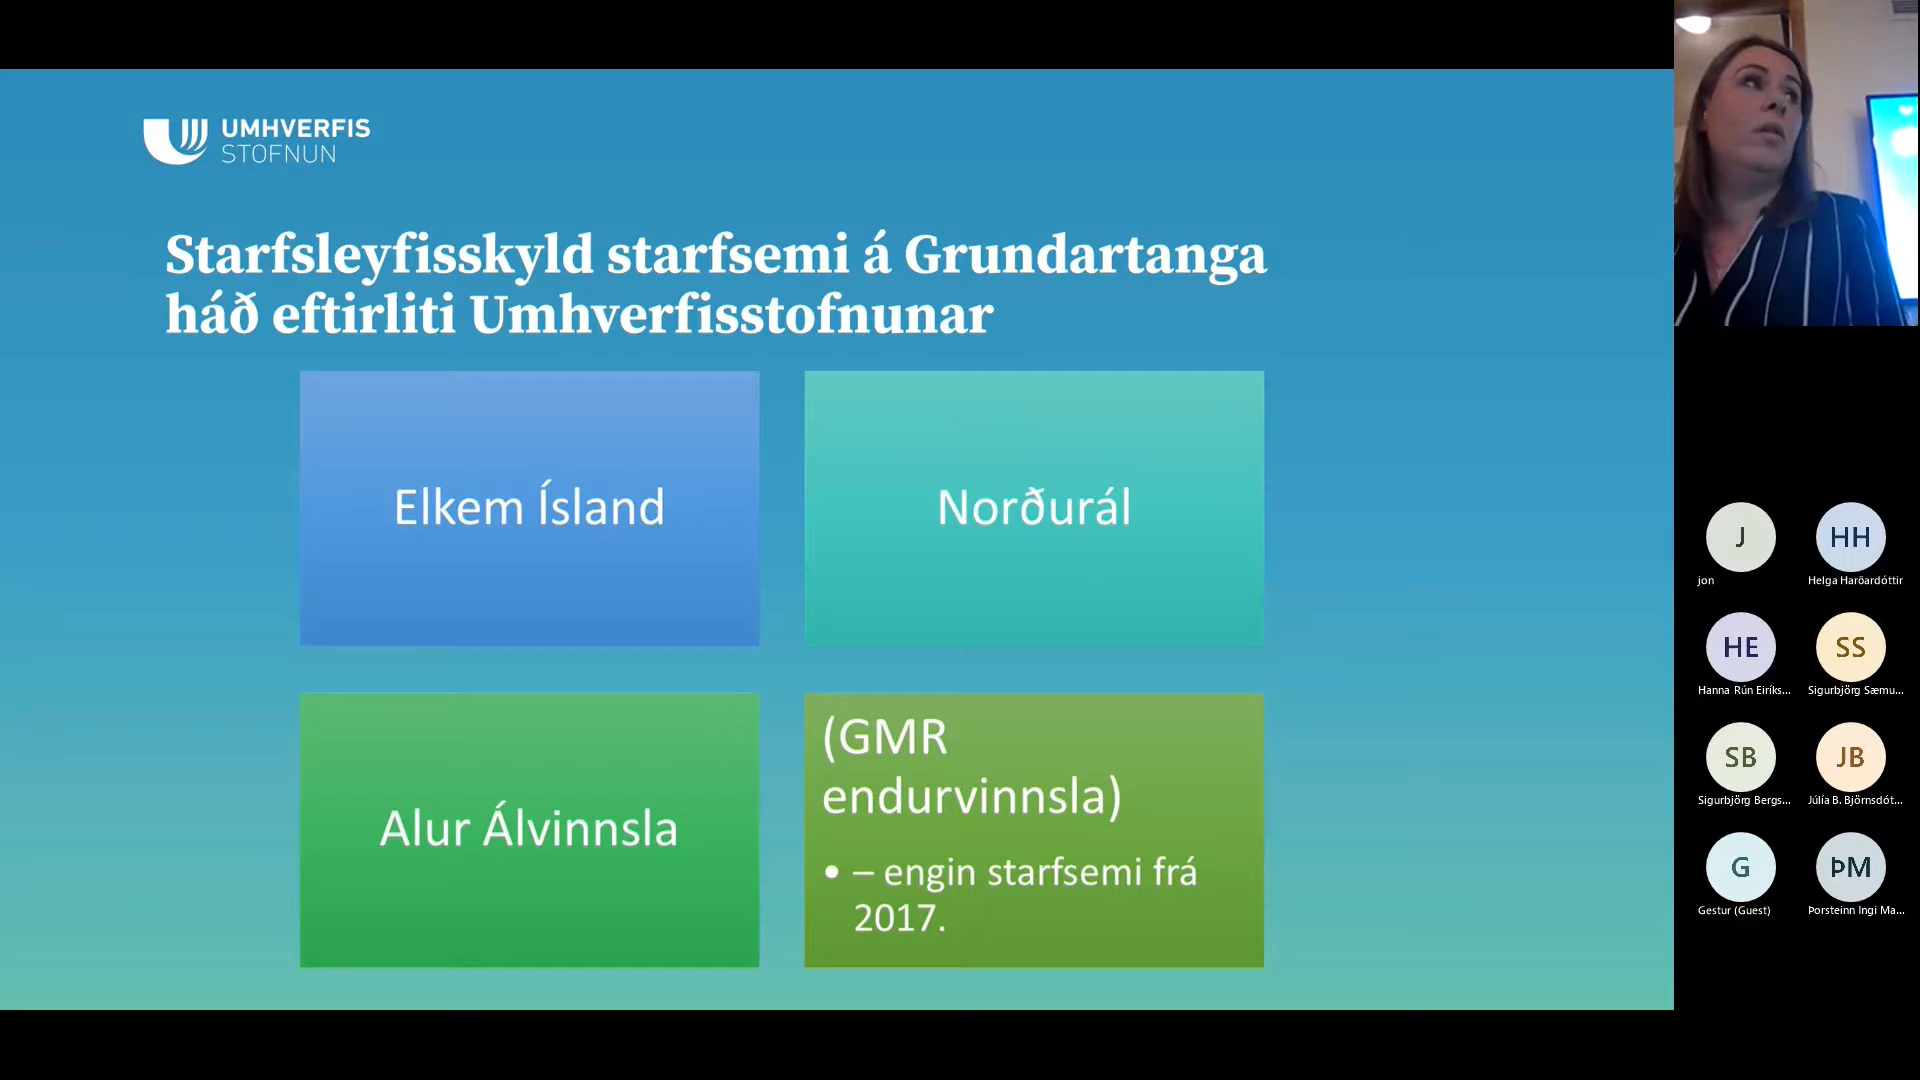 UMHVERFIS
STOFNUN
Starfsleyfisskyld starfsemi á Grundartanga
háð eftirliti Umhverfisstofnunar
Elkem Ísland
Norðurál
Alur Álvinnsla
(GMR
endurvinnsla)
• – engin starfsemi frá
2017.
J
HH
jon
Helga Harðardóttir
HE
SS
Hanna Rún Eiríks...
Sigurbjörg Sæmu...
SB
JB
Sigurbjörg Bergs...
Júlía B. Björnsdót...
G
ÞM
Gestur (Guest)
Þorsteinn Ingi Ma...